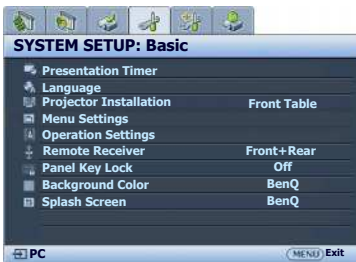 SYSTEM SETUP: Basic
Presentation Timer
Language
Projector Installation Front Table
Menu Settings
Operation Settings
Remote Receiver Front+Rear
Panel Key Lock Off
Background Color BenQ
Splash Screen BenQ
PC MENU Exit